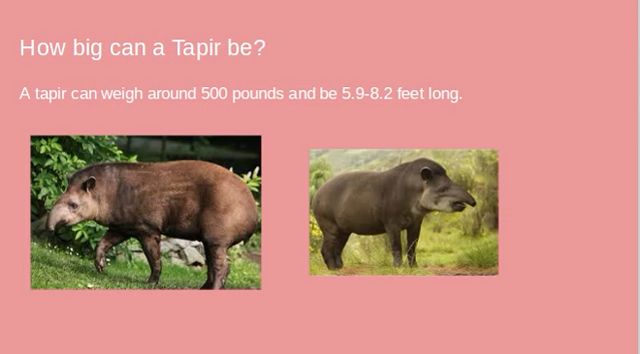 How big can a Tapir be?
A tapir can weigh around 500 pounds and be 5.9-8.2 feet long.